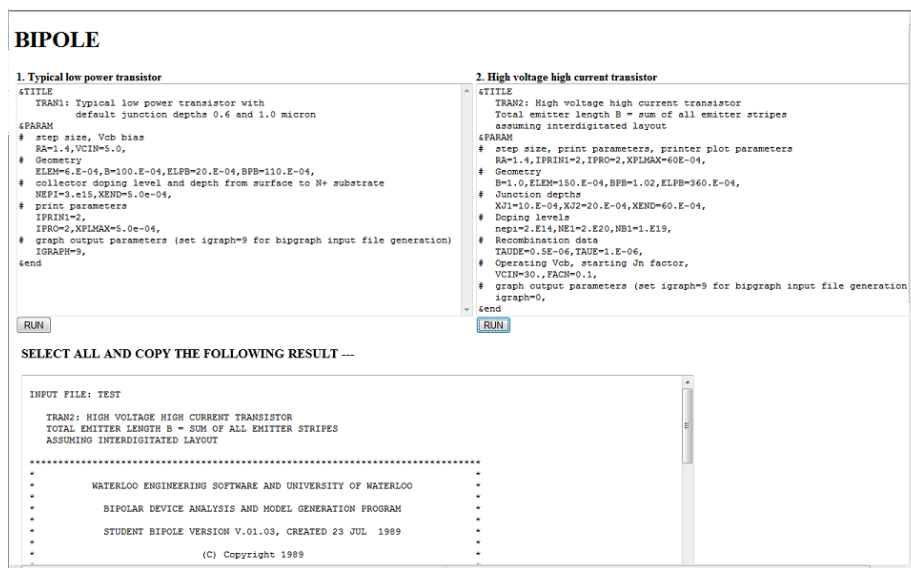 BIPOLE
1. Typical low power transistor
&TITLE
TRAN1: Typical low power transistor with
default junction depths 0.6 and 1.0 micron
&PARAM
# step size, Vcb bias
RA=1.4,VCIN=5.0,
# Geometry
ELEM=6.E-04,B=100.E-04,ELPB=20.E-04,BPB=110.E-04,
# collector doping level and depth from surface to N+ substrate
NEPI=3.e15,XEND=5.0e-04,
# print parameters
IPRIN1=2,
IPRO=2,XPLMAX=5.0e-04,
# graph output parameters (set igraph=9 for bipgraph input file generation)
IGRAPH=9,
&end
RUN
2. High voltage high current transistor
&TITLE
TRAN2: High voltage high current transistor
Total emitter length B = sum of all emitter stripes
assuming interdigitated layout
&PARAM
# step size, print parameters, printer plot parameters
RA=1.4,IPRIN1=2,IPRO=2,XPLMAX=60E-04,
# Geometry
B=1.0,ELEM=150.E-04,BPB=1.02,ELPB=360.E-04,
# Junction depths
XJ1=10.E-04,XJ2=20.E-04,XEND=60.E-04,
# Doping levels
nepi=2.E14,NE1=2.E20,NB1=1.E19,
# Recombination data
TAUDE=0.5E-06,TAUE=1.E-06,
# Operating Vcb, starting Jn factor,
VCIN=30.,FACN=0.1,
# graph output parameters (set igraph=9 for bipgraph input file generation
igraph=0,
&end
RUN
SELECT ALL AND COPY THE FOLLOWING RESULT ---
INPUT FILE: TEST
TRAN2: HIGH VOLTAGE HIGH CURRENT TRANSISTOR
TOTAL EMITTER LENGTH B = SUM OF ALL EMITTER STRIPES
ASSUMING INTERDIGITATED LAYOUT
*******************************************************************************
* *
* WATERLOO ENGINEERING SOFTWARE AND UNIVERSITY OF WATERLOO *
* *
* BIPOLAR DEVICE ANALYSIS AND MODEL GENERATION PROGRAM *
* *
* STUDENT BIPOLE VERSION V.01.03, CREATED 23 JUL 1989 *
* *
* (C) Copyright 1989 *